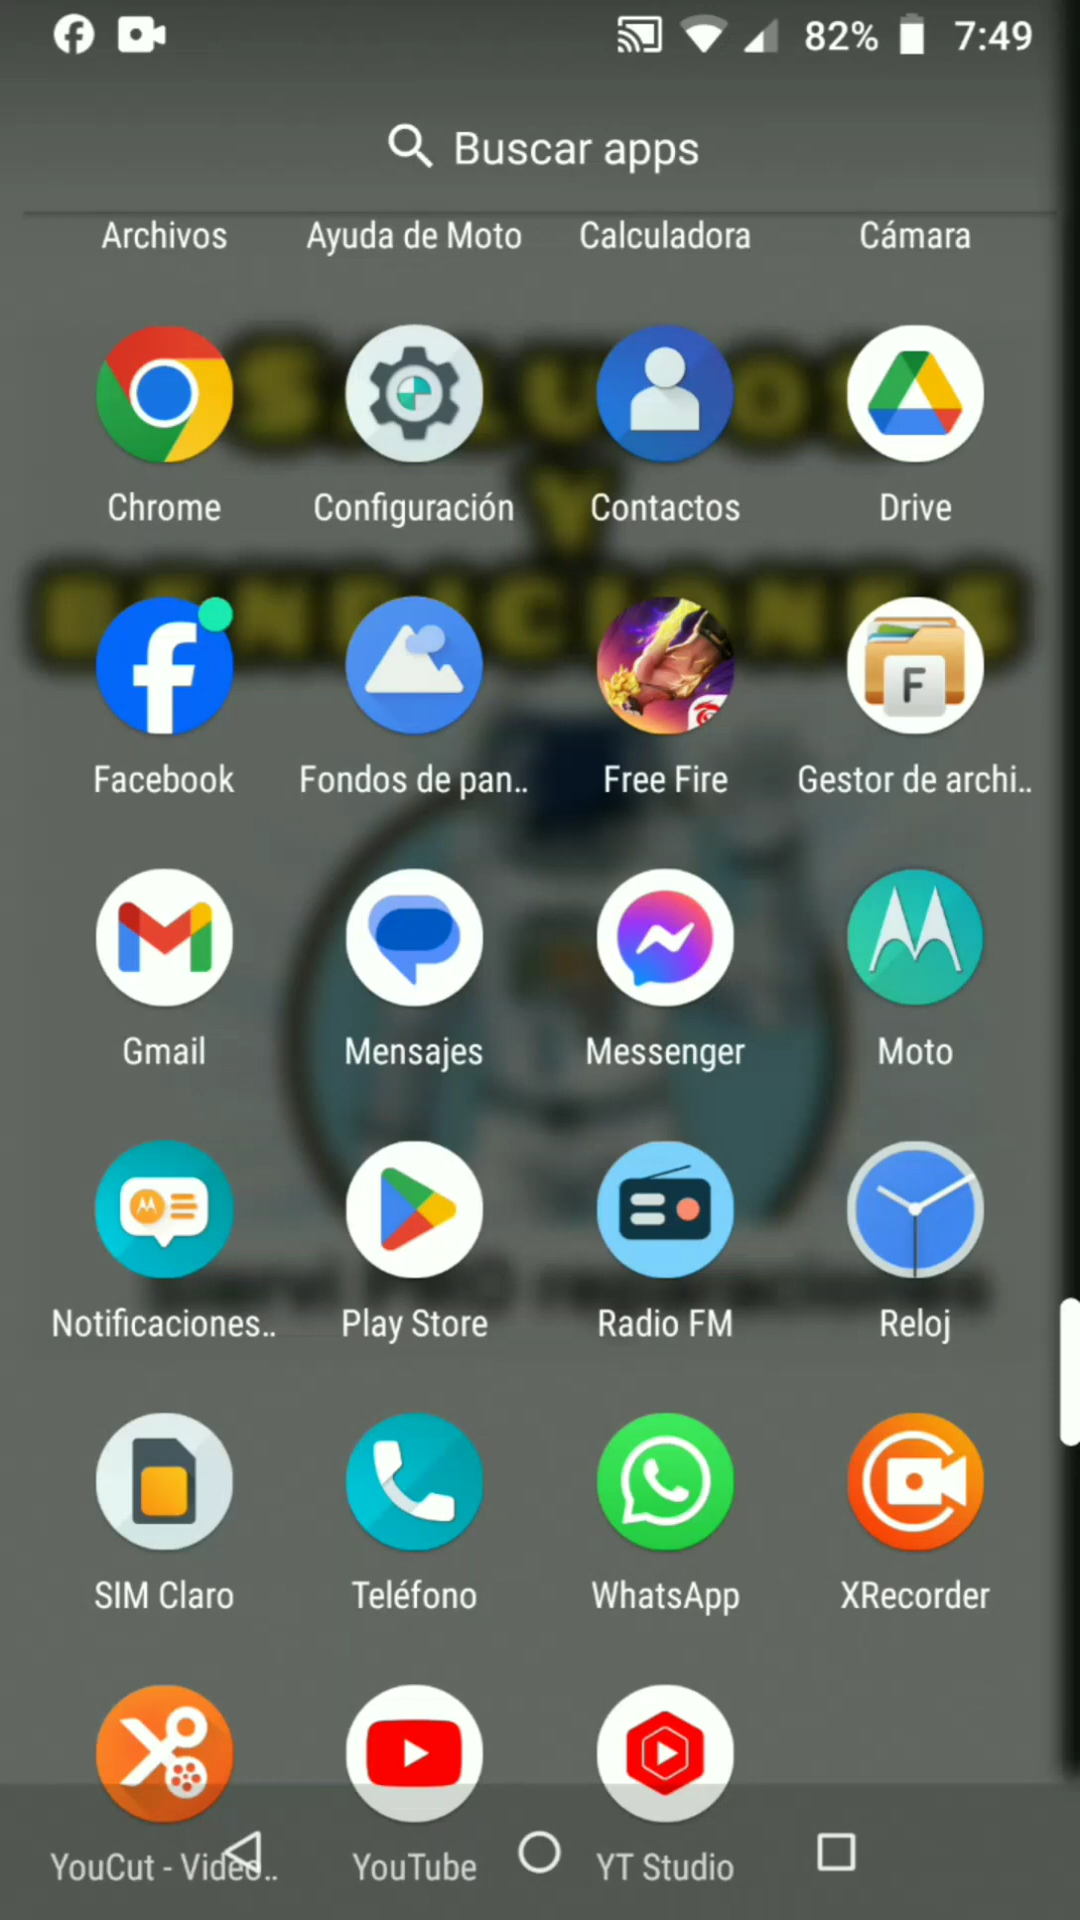 82% 7:49
Buscar apps
Archivos Ayuda de Moto Calculadora Cámara
Chrome Configuración Contactos Drive
Facebook Fondos de pan.. Free Fire Gestor de archi..
F
Gmail Mensajes Messenger Moto
Notificaciones.. Play Store Radio FM Reloj
SIM Claro Teléfono WhatsApp XRecorder
YouCut - Video.. YouTube YT Studio